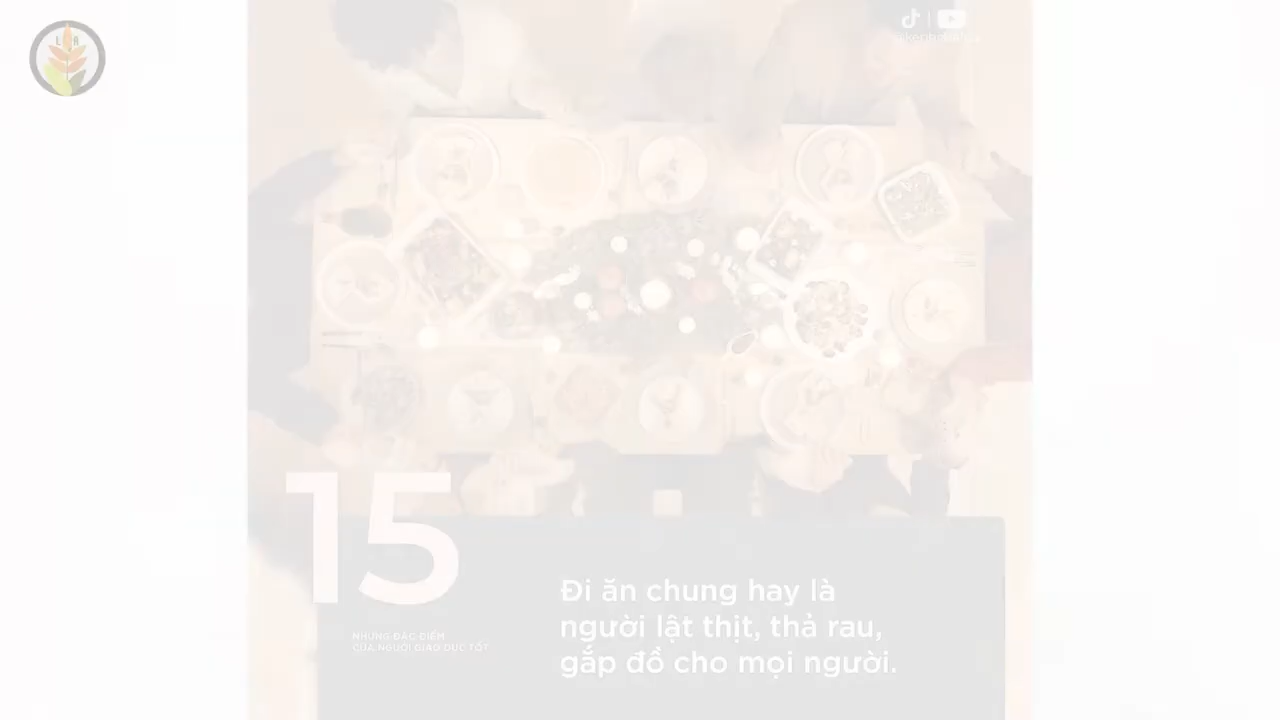 L A
15
NHỮNG ĐẶC ĐIỂM
CỦA NGƯỜI GIÁO DỤC TỐT
Đi ăn chung hay là
người lật thịt, thả rau,
gắp đồ cho mọi người.